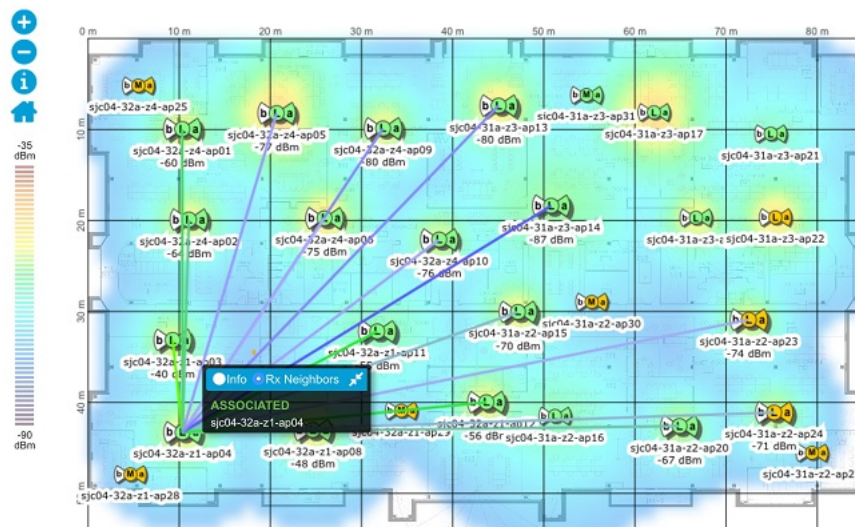 0 m 10 m 20 m 30 m 40 m 50 m 60 m 70 m 80 m
-35
dBm
-90
dBm
10 m
20 m
30 m
40 m
b M a
sjc04-32a-z4-ap25
b L a
sjc04-32a-z4-ap01
-60 dBm
b L a
sjc04-32a-z4-ap05
-77 dBm
b L a
sjc04-32a-z4-ap09
-80 dBm
b L a
sjc04-31a-z3-ap13
-80 dBm
b M a
sjc04-31a-z3-ap31
b L a
sjc04-31a-z3-ap17
b L a
sjc04-31a-z3-ap21
b L a
sjc04-32a-z4-ap02
-64 dBm
b L a
sjc04-32a-z4-ap06
-75 dBm
b L a
sjc04-32a-z4-ap10
-76 dBm
b L a
sjc04-31a-z3-ap14
-87 dBm
b L a
b L a
sjc04-31a-z3-ap22
b L a
sjc04-32a-z1-ap03
-40 dBm
b L a
sjc04-32a-z1-ap11
b L a
sjc04-31a-z2-ap15
-70 dBm
b M a
sjc04-31a-z2-ap30
b L a
sjc04-31a-z2-ap23
-74 dBm
Info Rx Neighbors
ASSOCIATED
sjc04-32a-z1-ap04
sjc04-32a-z1-ap04
sjc04-32a-z1-ap08
-48 dBm
b M a
b L a
-56 dBm
b L a
sjc04-31a-z2-ap16
b L a
sjc04-31a-z2-ap20
-67 dBm
b L a
sjc04-31a-z2-ap24
-71 dBm
b M a
sjc04-32a-z1-ap28
b M a